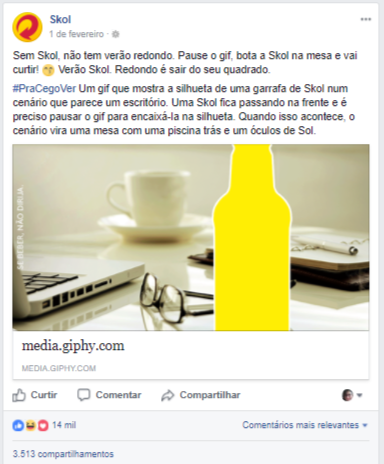 Skol
1 de fevereiro ·
Sem Skol, não tem verão redondo. Pause o gif, bota a Skol na mesa e vai
curtir! Verão Skol. Redondo é sair do seu quadrado.
#PraCegoVer Um gif que mostra a silhueta de uma garrafa de Skol num
cenário que parece um escritório. Uma Skol fica passando na frente e é
preciso pausar o gif para encaixá-la na silhueta. Quando isso acontece, o
cenário vira uma mesa com uma piscina trás e um óculos de Sol.
SE BEBER, NÃO DIRIJA.
media.giphy.com
MEDIA.GIPHY.COM
Curtir Comentar Compartilhar
14 mil Comentários mais relevantes
3.513 compartilhamentos